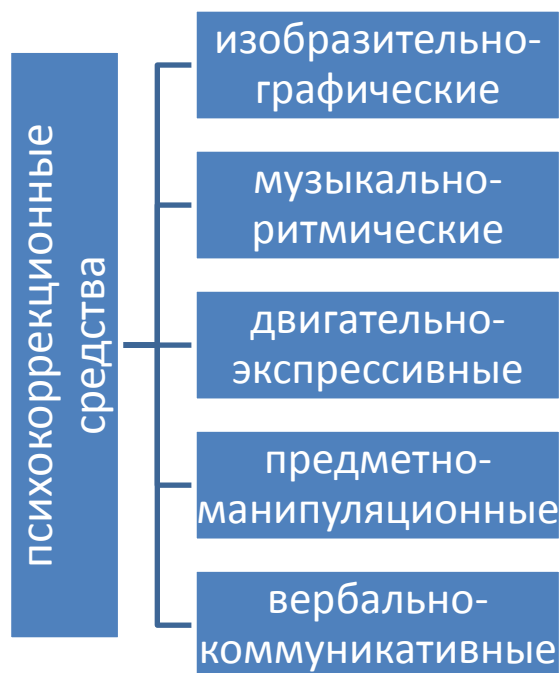 психокоррекционные
средства
изобразительно-
графические
музыкально-
ритмические
двигательно-
экспрессивные
предметно-
манипуляционные
вербально-
коммуникативные